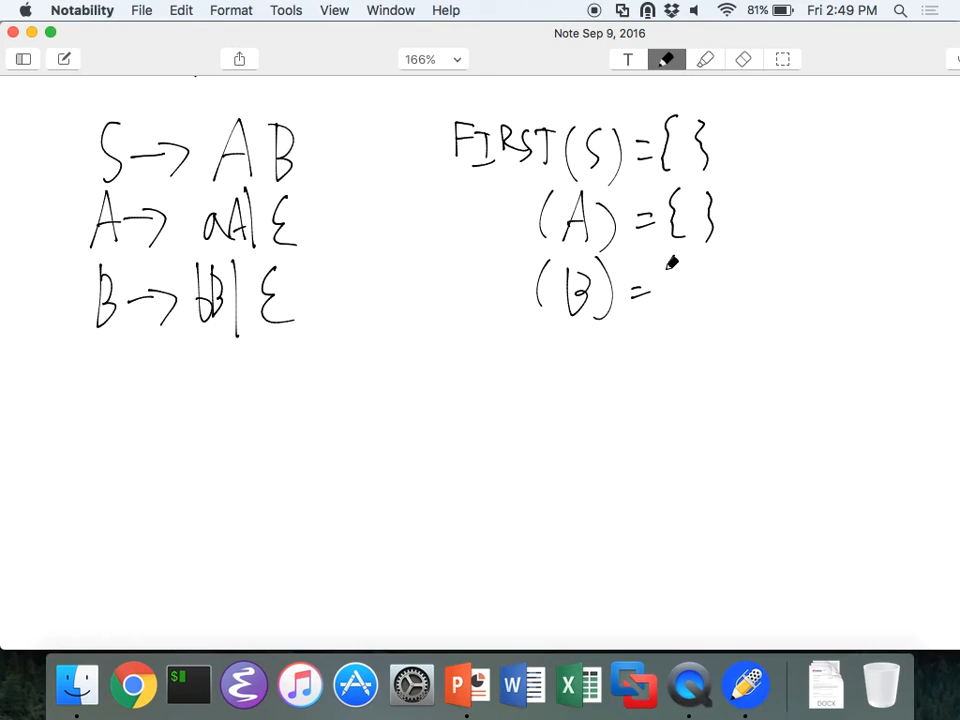 Notability File Edit Format Tools View Window Help 81% Fri 2:49 PM
Note Sep 9, 2016
166% T
S → A B FIRST (S) = { }
A → aA | ε (A) = { }
B → bB | ε (B) =
$
P W X DOCX